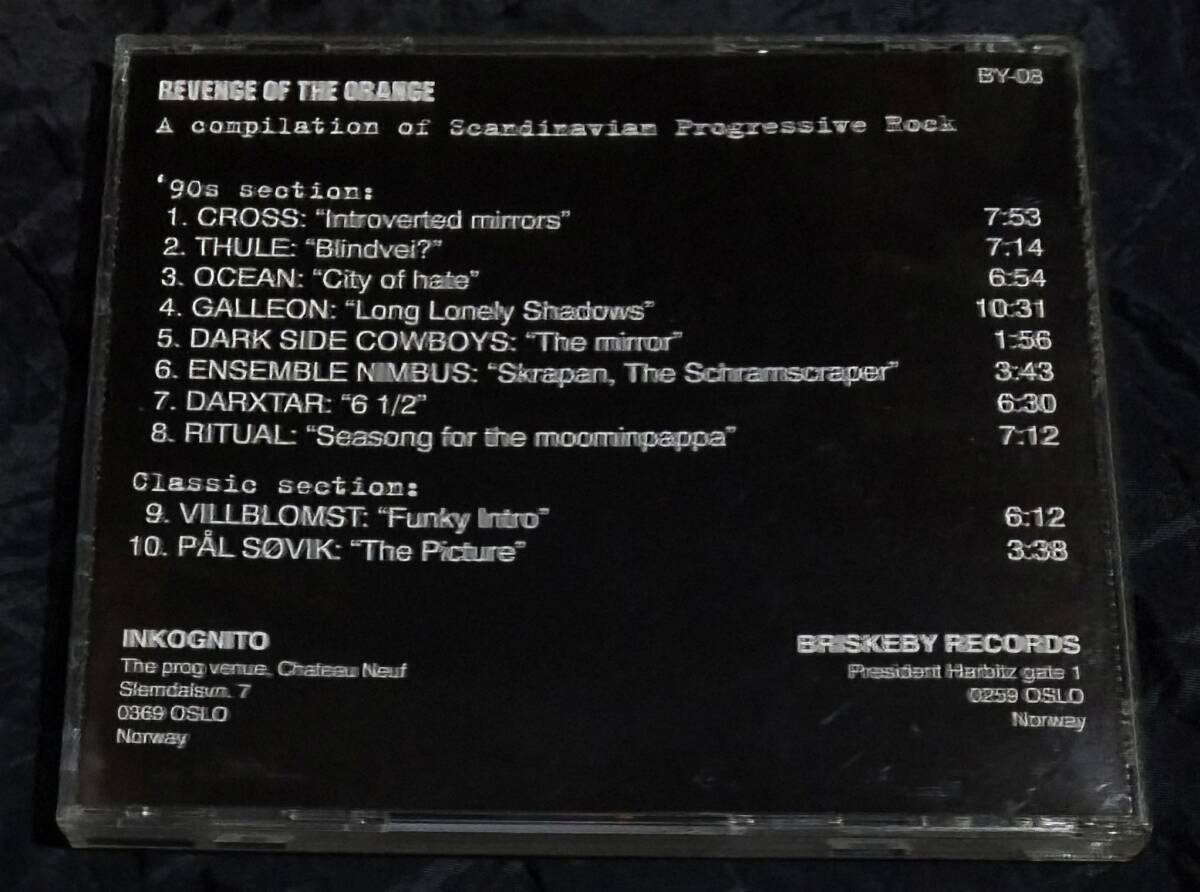 REVENGE OF THE ORANGE BY-08
A compilation of Scandinavian Progressive Rock
'90s section:
1. CROSS: “Introverted mirrors” 7:53
2. THULE: “Blindvei?” 7:14
3. OCEAN: “City of hate” 6:54
4. GALLEON: “Long Lonely Shadows” 10:31
5. DARK SIDE COWBOYS: “The mirror” 1:56
6. ENSEMBLE NIMBUS: “Skrapan, The Schramscraper” 3:43
7. DARXTAR: “6 1/2” 6:30
8. RITUAL: “Seasong for the moominpappa” 7:12
Classic section:
9. VILLBLOMST: “Funky Intro” 6:12
10. PÅL SØVIK: “The Picture” 3:38
INKOGNITO
The prog venue, Chateau Neuf
Slemdalsvn. 7
0369 OSLO
Norway
BRISKEBY RECORDS
President Harbitz gate 1
0259 OSLO
Norway